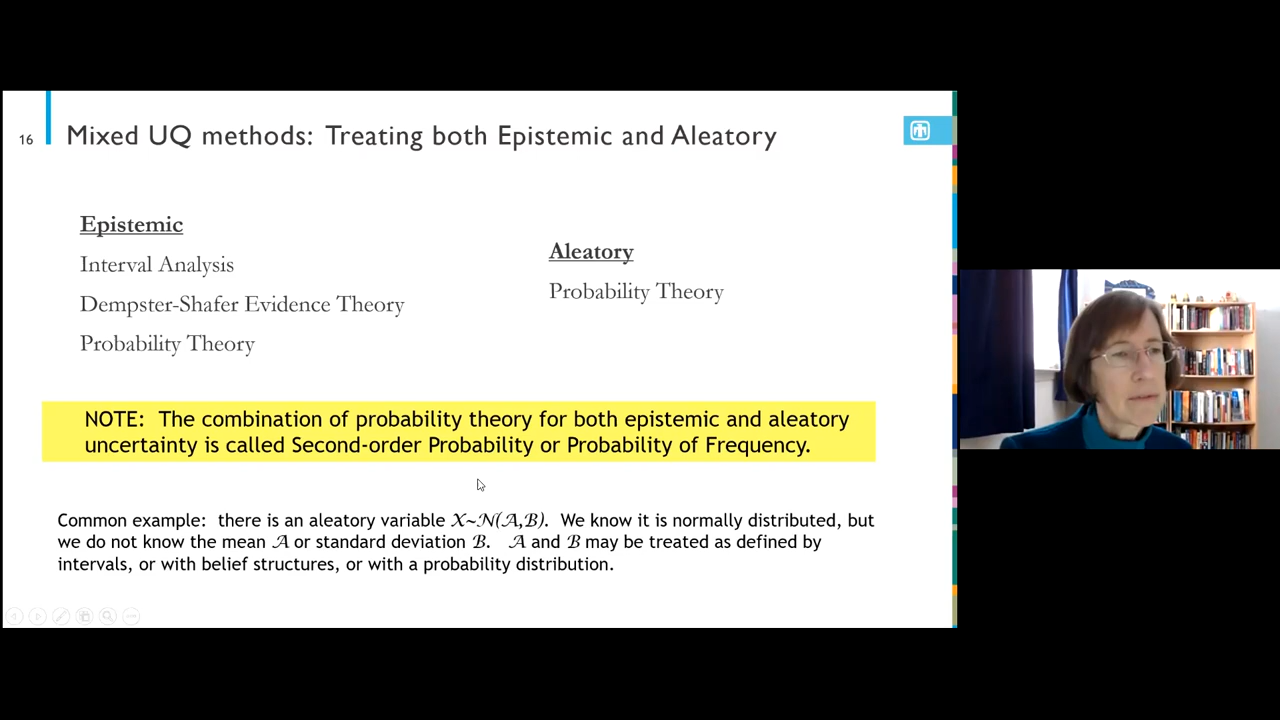 16
Mixed UQ methods: Treating both Epistemic and Aleatory
Epistemic
Interval Analysis
Dempster-Shafer Evidence Theory
Probability Theory
Aleatory
Probability Theory
NOTE: The combination of probability theory for both epistemic and aleatory
uncertainty is called Second-order Probability or Probability of Frequency.
Common example: there is an aleatory variable 𝒳~𝒩(𝒜,ℬ). We know it is normally distributed, but
we do not know the mean 𝒜 or standard deviation ℬ. 𝒜 and ℬ may be treated as defined by
intervals, or with belief structures, or with a probability distribution.